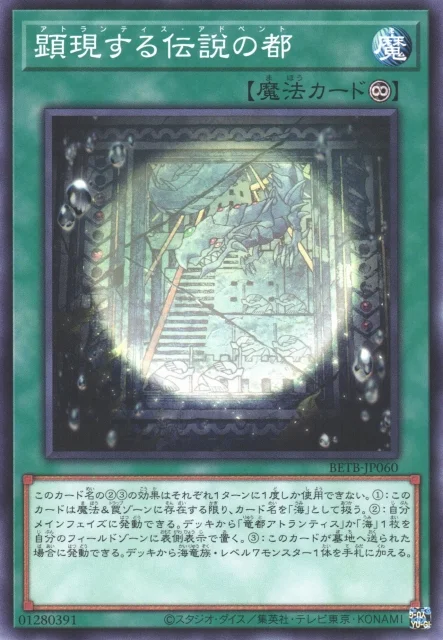 アトランティス・アドベント
顕現する伝説の都
魔
【魔法カード】
BETB-JP060
このカード名の②③の効果はそれぞれ1ターンに1度しか使用できない。①：この
カードは魔法&罠ゾーンに存在する限り、カード名を「海」として扱う。②：自分
メインフェイズに発動できる。デッキから「竜都アトランティス」か「海」1枚を
自分のフィールドゾーンに表側表示で置く。③：このカードが墓地へ送られた
場合に発動できる。デッキから海竜族・レベル7モンスター1体を手札に加える。
01280391
©スタジオ・ダイス／集英社・テレビ東京・KONAMI